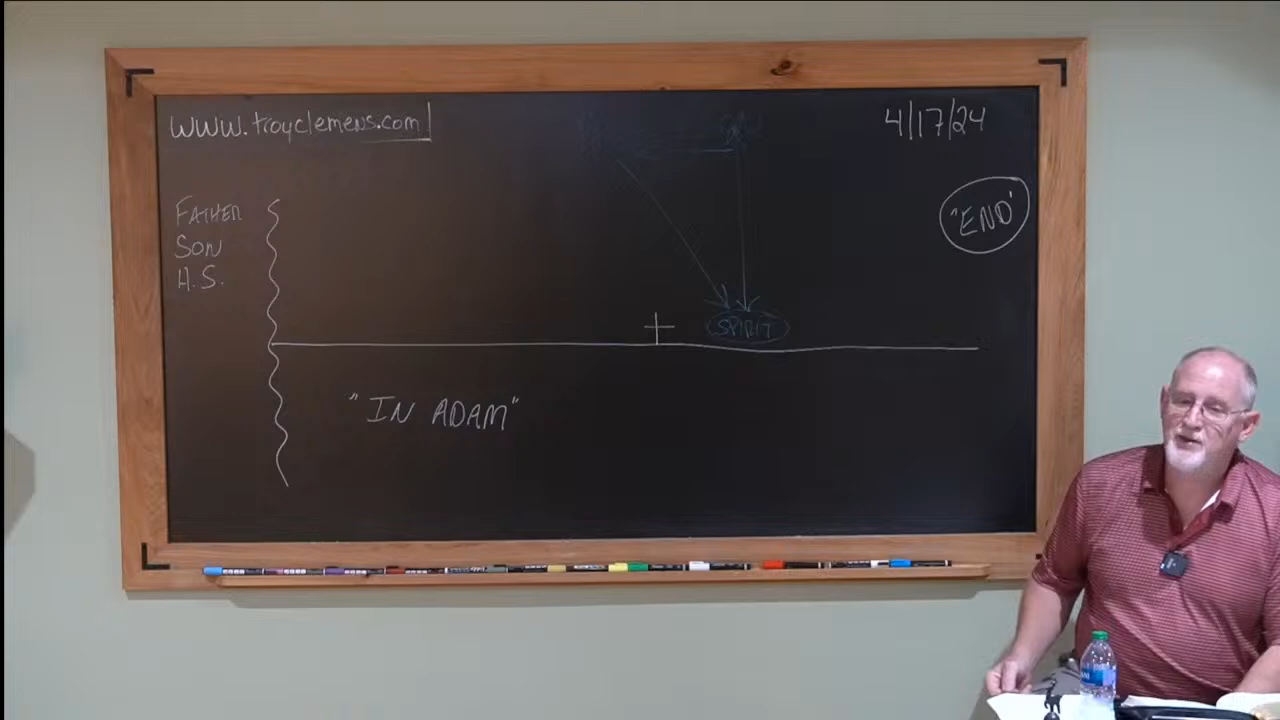 www.troyclemens.com
4/17/24
FATHER
SON
H.S.
"END"
SPIRIT
"IN ADAM"